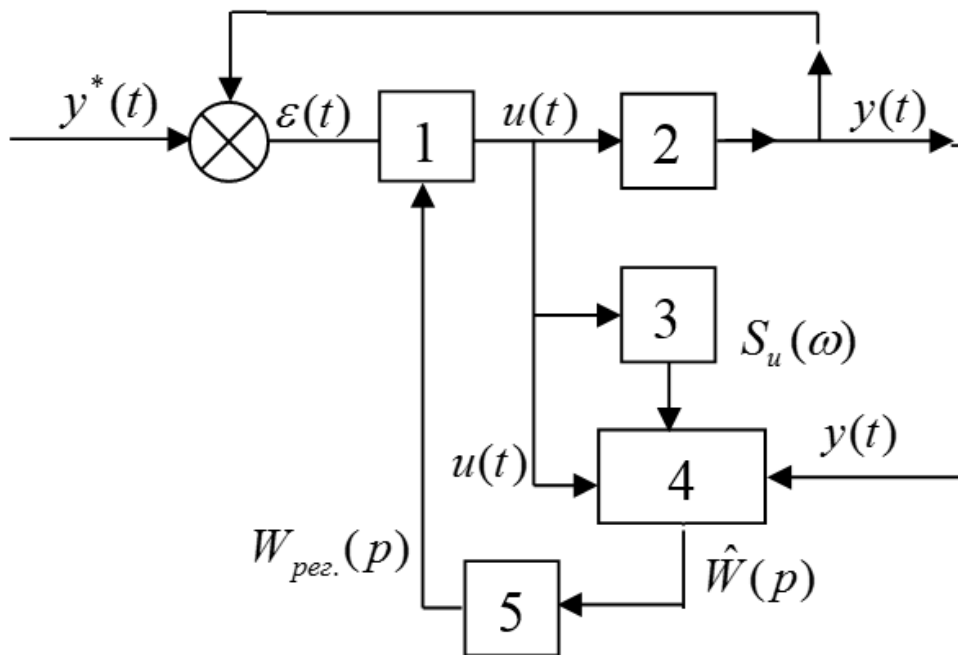 y*(t)
ε(t)
1
u(t)
2
y(t)
3
S_u(ω)
u(t)
4
y(t)
W_рег.(p)
5
Ŵ(p)